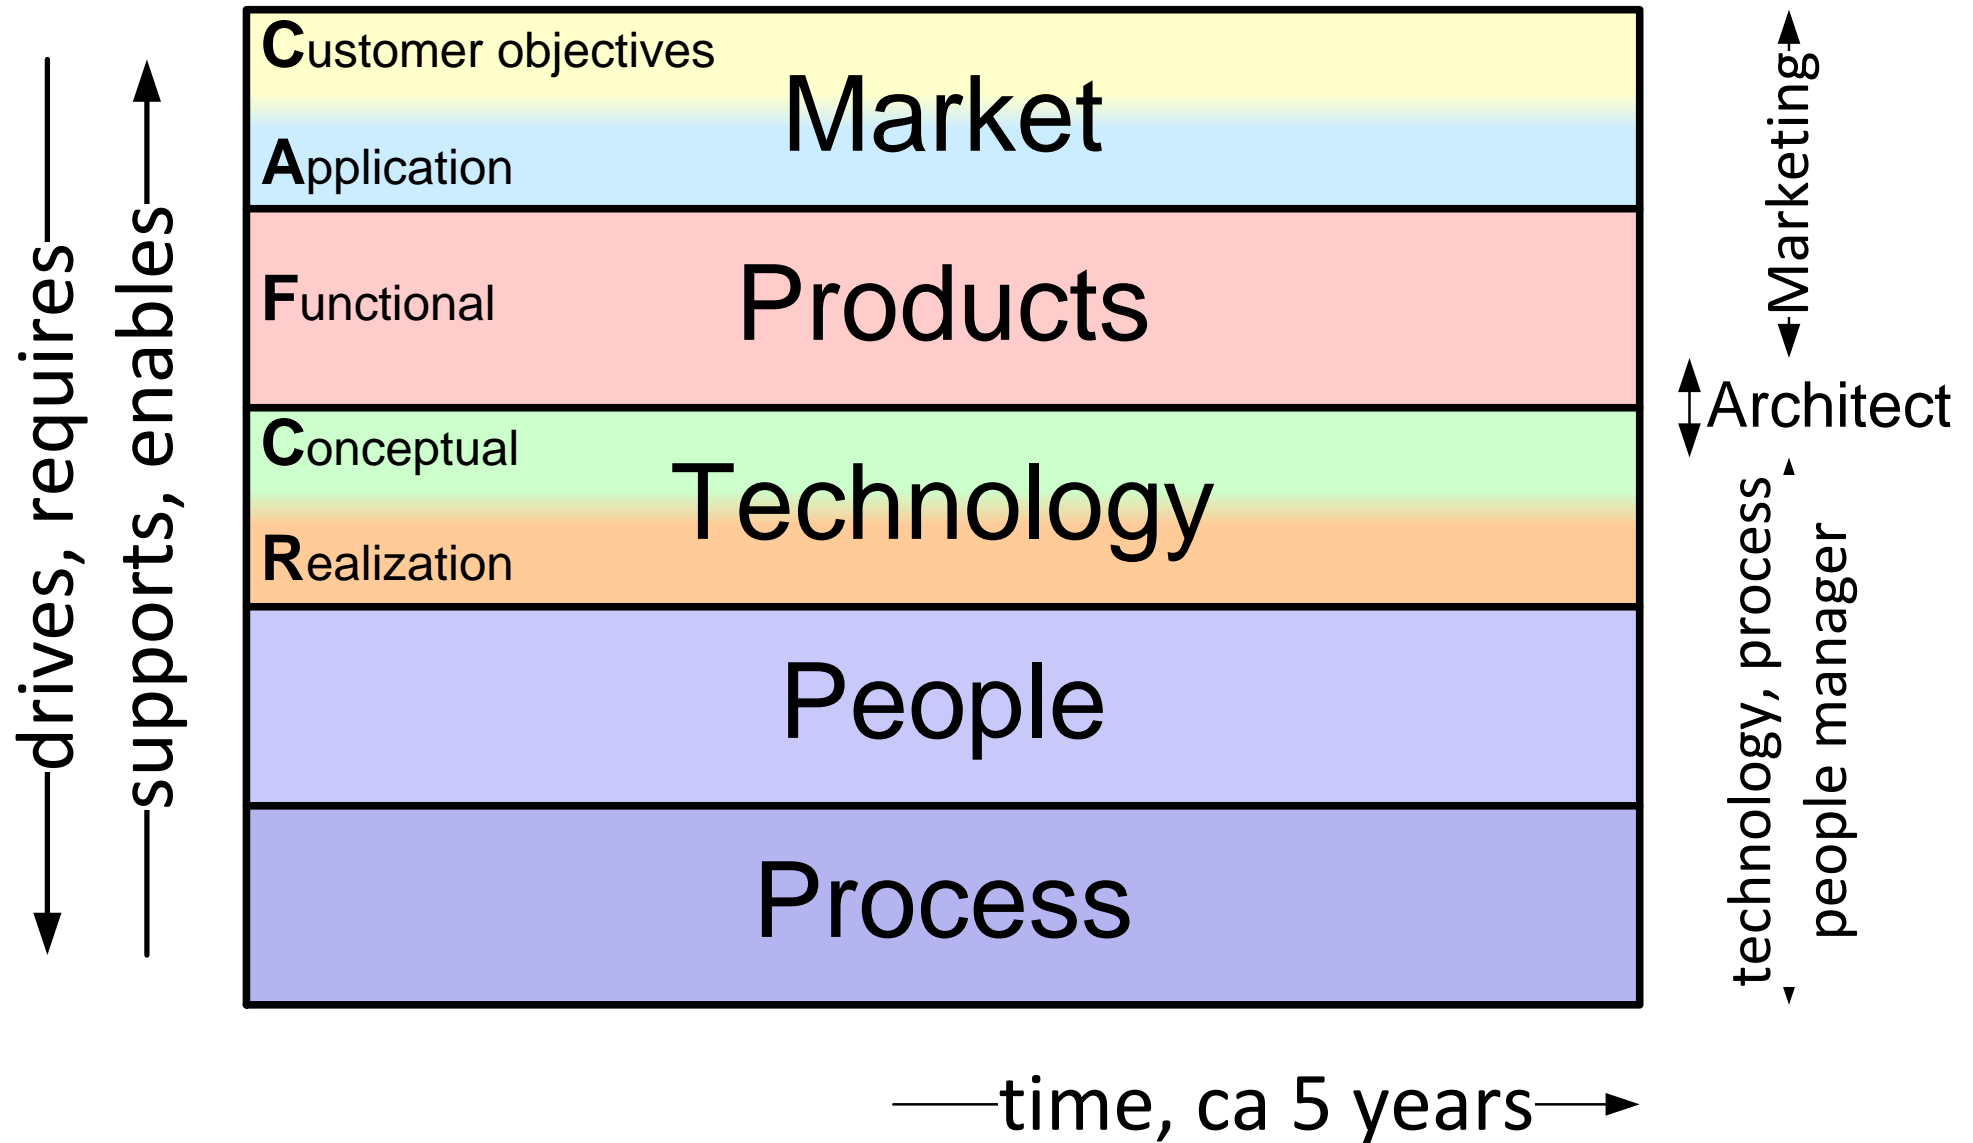 drives, requires
supports, enables
Customer objectives
Market
Application
Functional
Products
Conceptual
Technology
Realization
People
Process
Marketing
Architect
technology, process
people manager
time, ca 5 years